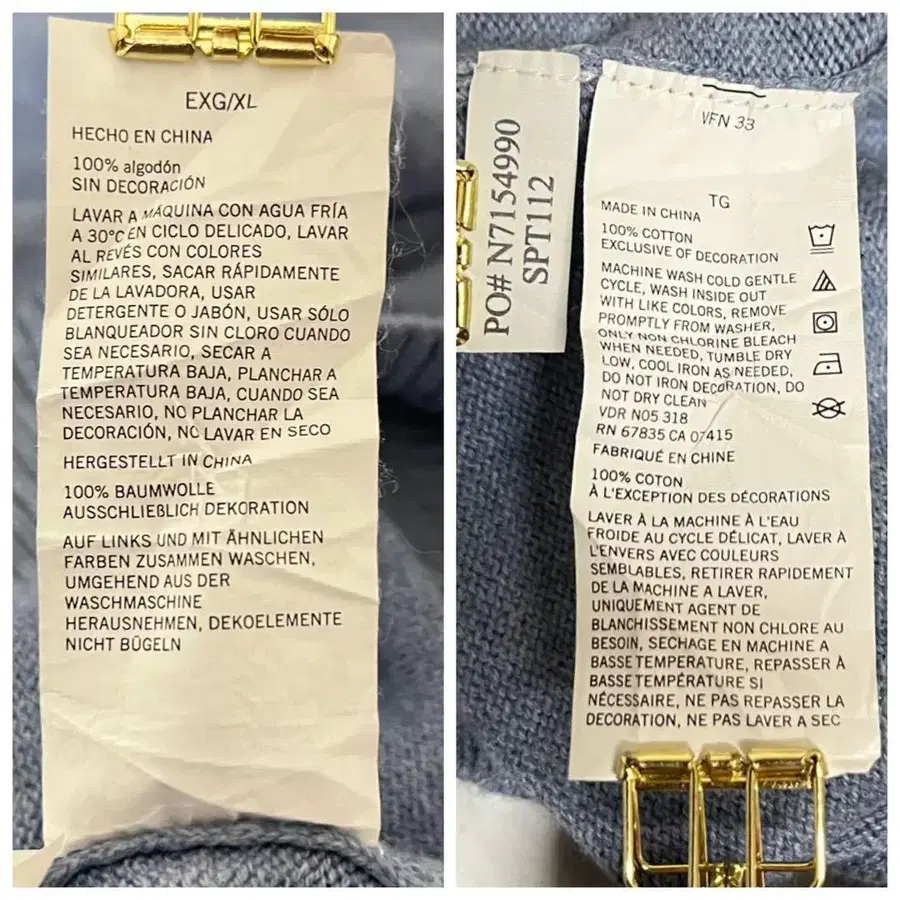 EXG/XL
HECHO EN CHINA
100% algodón
SIN DECORACIÓN
LAVAR A MÁQUINA CON AGUA FRÍA
A 30°C EN CICLO DELICADO, LAVAR
AL REVÉS CON COLORES
SIMILARES, SACAR RÁPIDAMENTE
DE LA LAVADORA, USAR
DETERGENTE O JABÓN, USAR SÓLO
BLANQUEADOR SIN CLORO CUANDO
SEA NECESARIO, SECAR A
TEMPERATURA BAJA, PLANCHAR A
TEMPERATURA BAJA, CUANDO SEA
NECESARIO, NO PLANCHAR LA
DECORACIÓN, NO LAVAR EN SECO
HERGESTELLT IN CHINA
100% BAUMWOLLE
AUSSCHLIEßLICH DEKORATION
AUF LINKS UND MIT ÄHNLICHEN
FARBEN ZUSAMMEN WASCHEN,
UMGEHEND AUS DER
WASCHMASCHINE
HERAUSNEHMEN, DEKOELEMENTE
NICHT BÜGELN
PO# N7154990
SPT112
VFN 33
TG
MADE IN CHINA
100% COTTON
EXCLUSIVE OF DECORATION
MACHINE WASH COLD GENTLE
CYCLE, WASH INSIDE OUT
WITH LIKE COLORS, REMOVE
PROMPTLY FROM WASHER,
ONLY NON CHLORINE BLEACH
WHEN NEEDED, TUMBLE DRY
LOW, COOL IRON AS NEEDED,
DO NOT IRON DECORATION, DO
NOT DRY CLEAN
VDR N05 318
RN 67835 CA 07415
FABRIQUÉ EN CHINE
100% COTON
À L'EXCEPTION DES DÉCORATIONS
LAVER À LA MACHINE À L'EAU
FROIDE AU CYCLE DÉLICAT, LAVER À
L'ENVERS AVEC COULEURS
SEMBLABLES, RETIRER RAPIDEMENT
DE LA MACHINE A LAVER,
UNIQUEMENT AGENT DE
BLANCHISSEMENT NON CHLORE AU
BESOIN, SECHAGE EN MACHINE A
BASSE TEMPERATURE, REPASSER À
BASSE TEMPÉRATURE SI
NÉCESSAIRE, NE PAS REPASSER LA
DECORATION, NE PAS LAVER A SEC